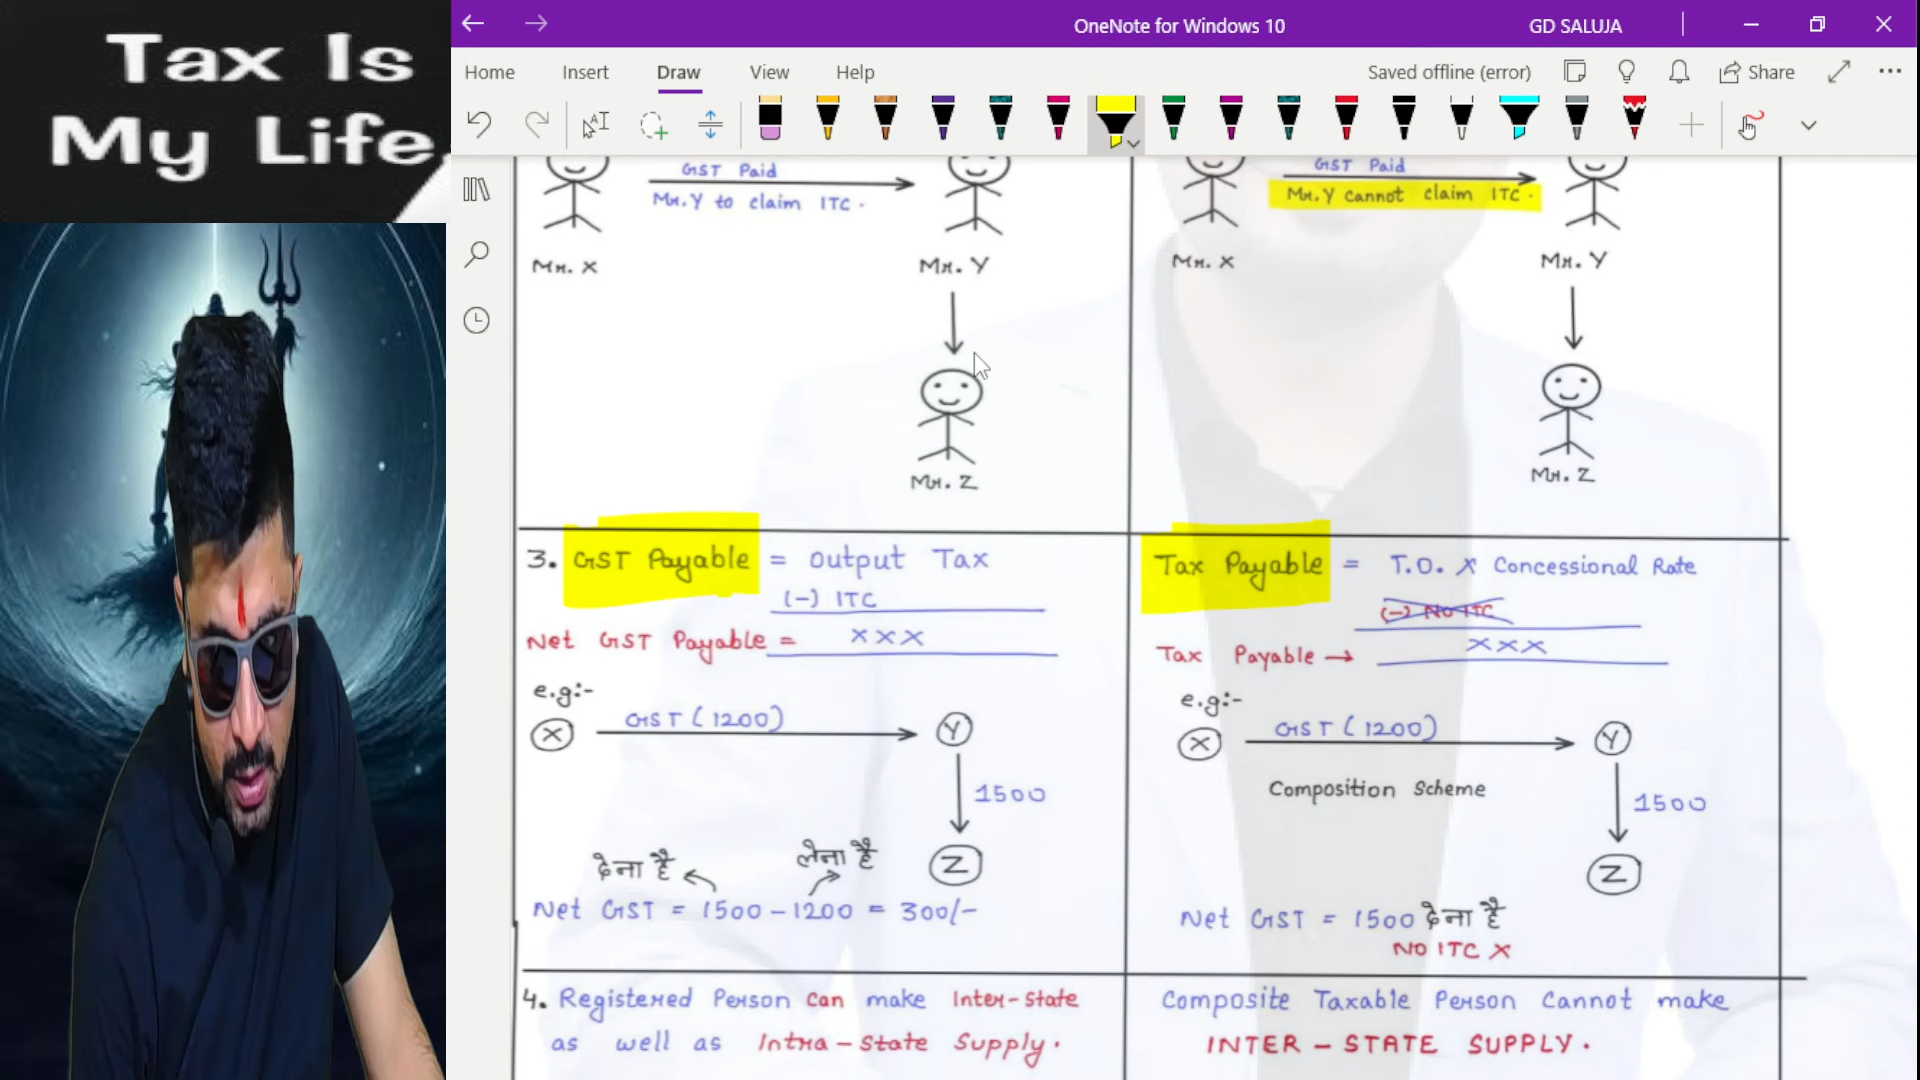 Tax Is
My Life.
OneNote for Windows 10
GD SALUJA
Home Insert Draw View Help
Saved offline (error)
Share
GST Paid
Mr. Y to claim ITC.
Mr. X
Mr. Y
Mr. Z
GST Paid
Mr. Y cannot claim ITC.
Mr. X
Mr. Y
Mr. Z
3. GST Payable = Output Tax
(-) ITC
Net GST Payable = xxx
e.g:-
X GST (1200) Y
1500
देना है लेना है Z
Net GST = 1500 - 1200 = 300/-
Tax Payable = T.O. X Concessional Rate
(-) No ITC
Tax Payable → xxx
e.g:-
X GST (1200) Y
Composition Scheme
1500
Z
Net GST = 1500 देना है
NO ITC X
4. Registered Person can make Inter-state
as well as Intra-State Supply.
Composite Taxable Person Cannot make
INTER-STATE SUPPLY.